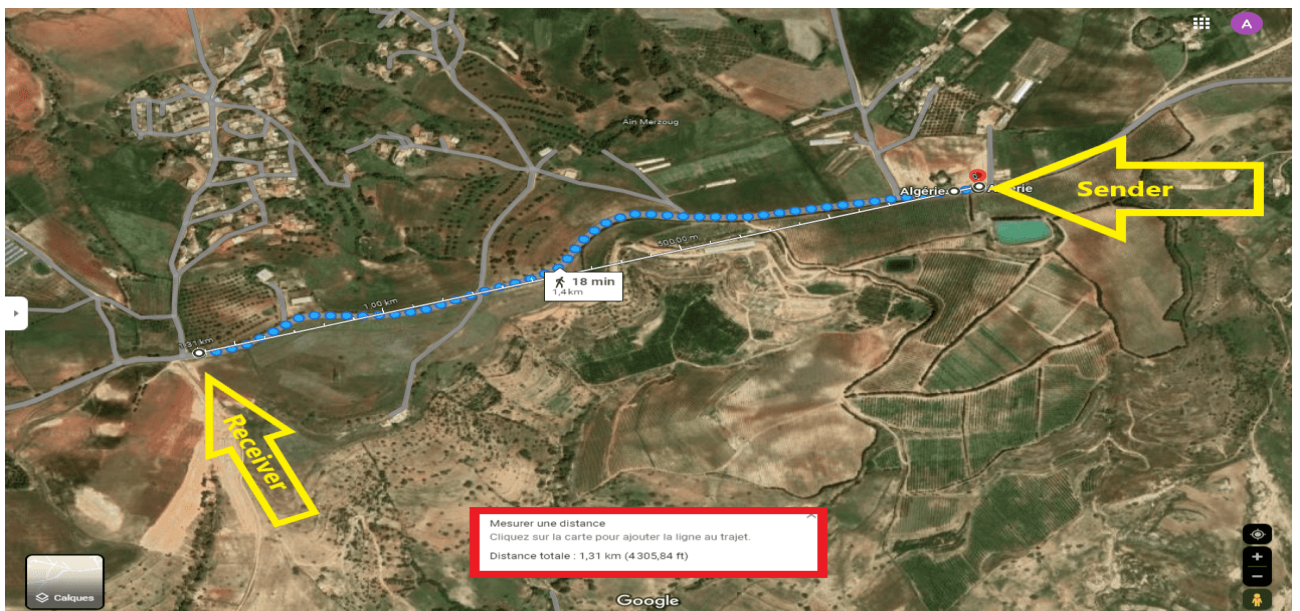 A
Ain Merzoug
Algérie
Sender
500,00 m
18 min
1,4 km
1,00 km
1,31 km
Receiver
Mesurer une distance
Cliquez sur la carte pour ajouter la ligne au trajet.
Distance totale : 1,31 km (4 305,84 ft)
Calques
Google